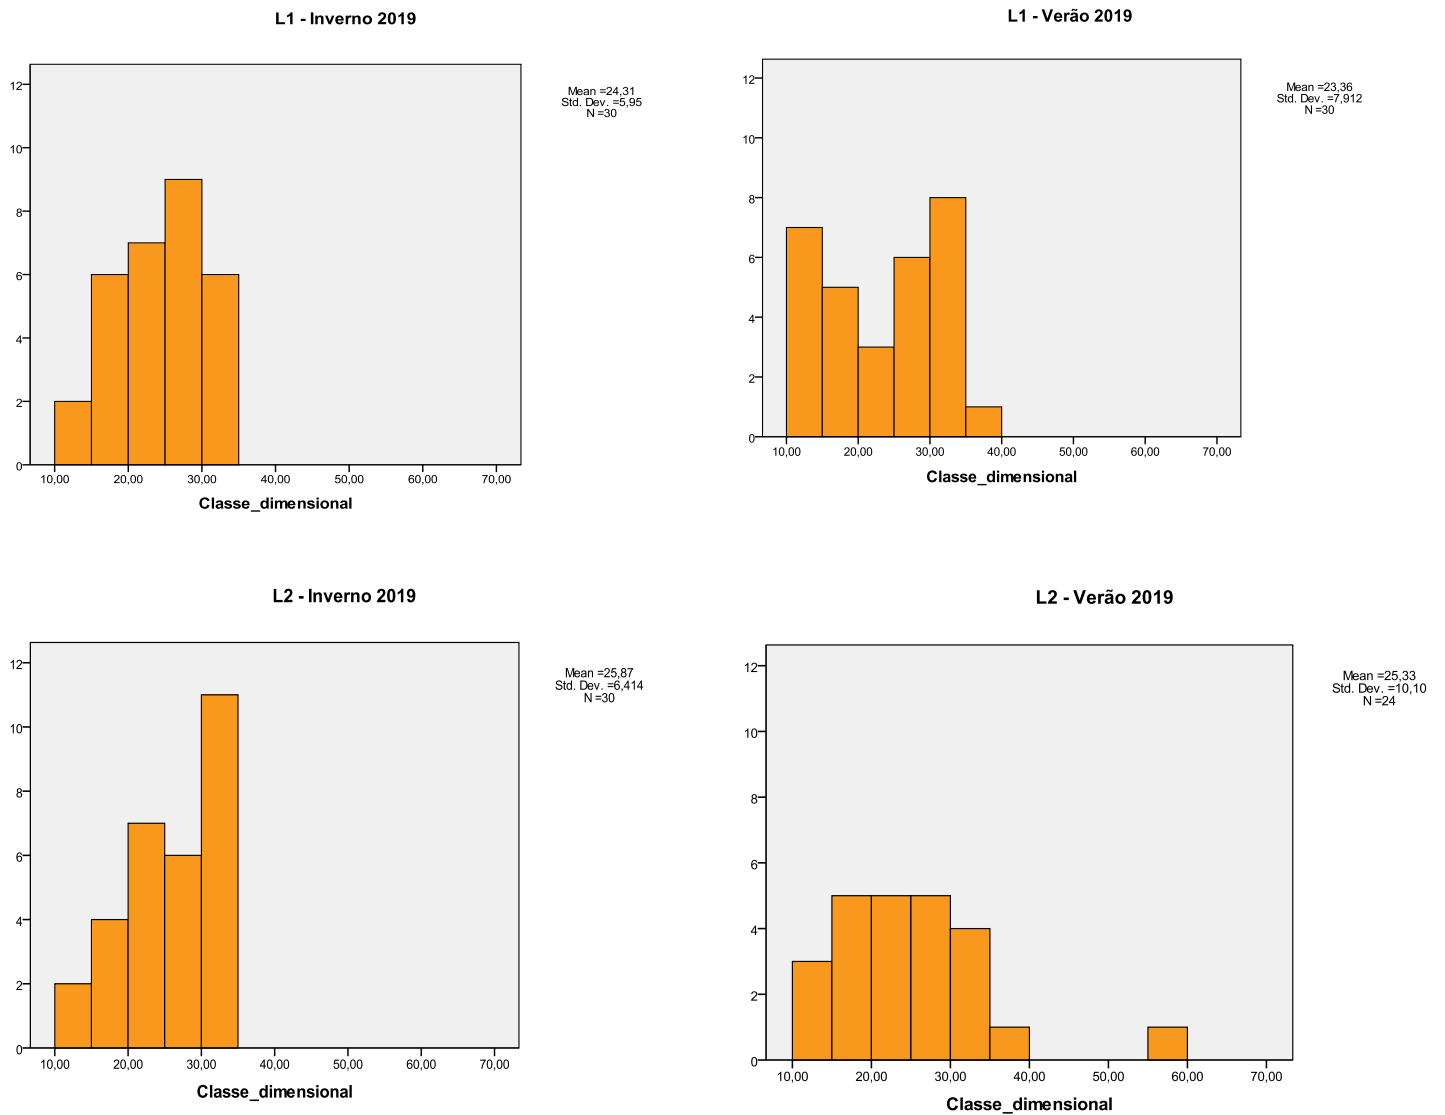 L1 - Inverno 2019
Mean =24,31
Std. Dev. =5,95
N =30
12
10
8
6
4
2
0
10,00 20,00 30,00 40,00 50,00 60,00 70,00
Classe_dimensional
L1 - Verão 2019
Mean =23,36
Std. Dev. =7,912
N =30
12
10
8
6
4
2
0
10,00 20,00 30,00 40,00 50,00 60,00 70,00
Classe_dimensional
L2 - Inverno 2019
Mean =25,87
Std. Dev. =6,414
N =30
12
10
8
6
4
2
0
10,00 20,00 30,00 40,00 50,00 60,00 70,00
Classe_dimensional
L2 - Verão 2019
Mean =25,33
Std. Dev. =10,10
N =24
12
10
8
6
4
2
0
10,00 20,00 30,00 40,00 50,00 60,00 70,00
Classe_dimensional